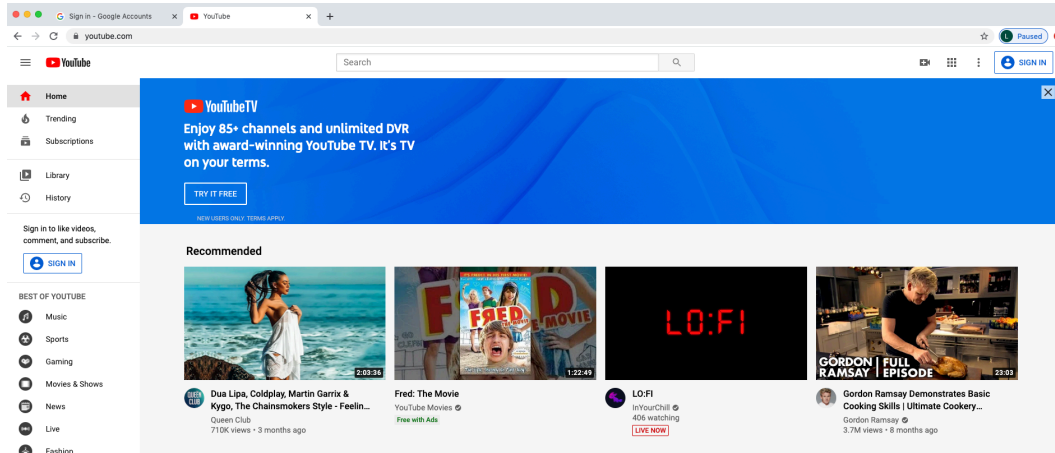 Sign in - Google Accounts
YouTube
youtube.com
Paused
YouTube
Search
SIGN IN
Home
Trending
Subscriptions
Library
History
Sign in to like videos,
comment, and subscribe.
SIGN IN
BEST OF YOUTUBE
Music
Sports
Gaming
Movies & Shows
News
Live
Fashion
YouTubeTV
Enjoy 85+ channels and unlimited DVR
with award-winning YouTube TV. It's TV
on your terms.
TRY IT FREE
NEW USERS ONLY. TERMS APPLY.
Recommended
2:03:36
QUEEN
CLUB
Dua Lipa, Coldplay, Martin Garrix &
Kygo, The Chainsmokers Style - Feelin...
Queen Club
710K views • 3 months ago
FRED
E-MOVIE
1:22:49
Fred: The Movie
YouTube Movies
Free with Ads
LO:FI
LO:FI
InYourChill
406 watching
LIVE NOW
GORDON | FULL
RAMSAY | EPISODE
23:03
Gordon Ramsay Demonstrates Basic
Cooking Skills | Ultimate Cookery...
Gordon Ramsay
3.7M views • 8 months ago